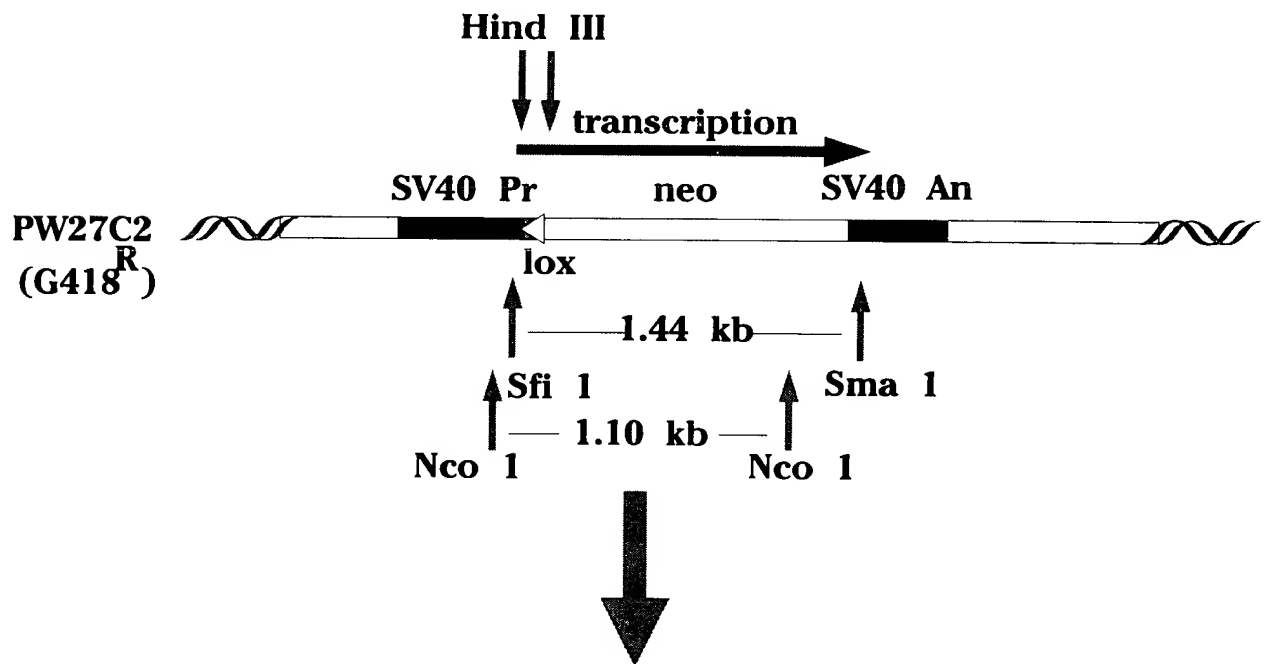 Hind III
transcription
SV40 Pr neo SV40 An
PW27C2
lox
(G418R)
1.44 kb
Sfi 1 Sma 1
1.10 kb
Nco 1 Nco 1